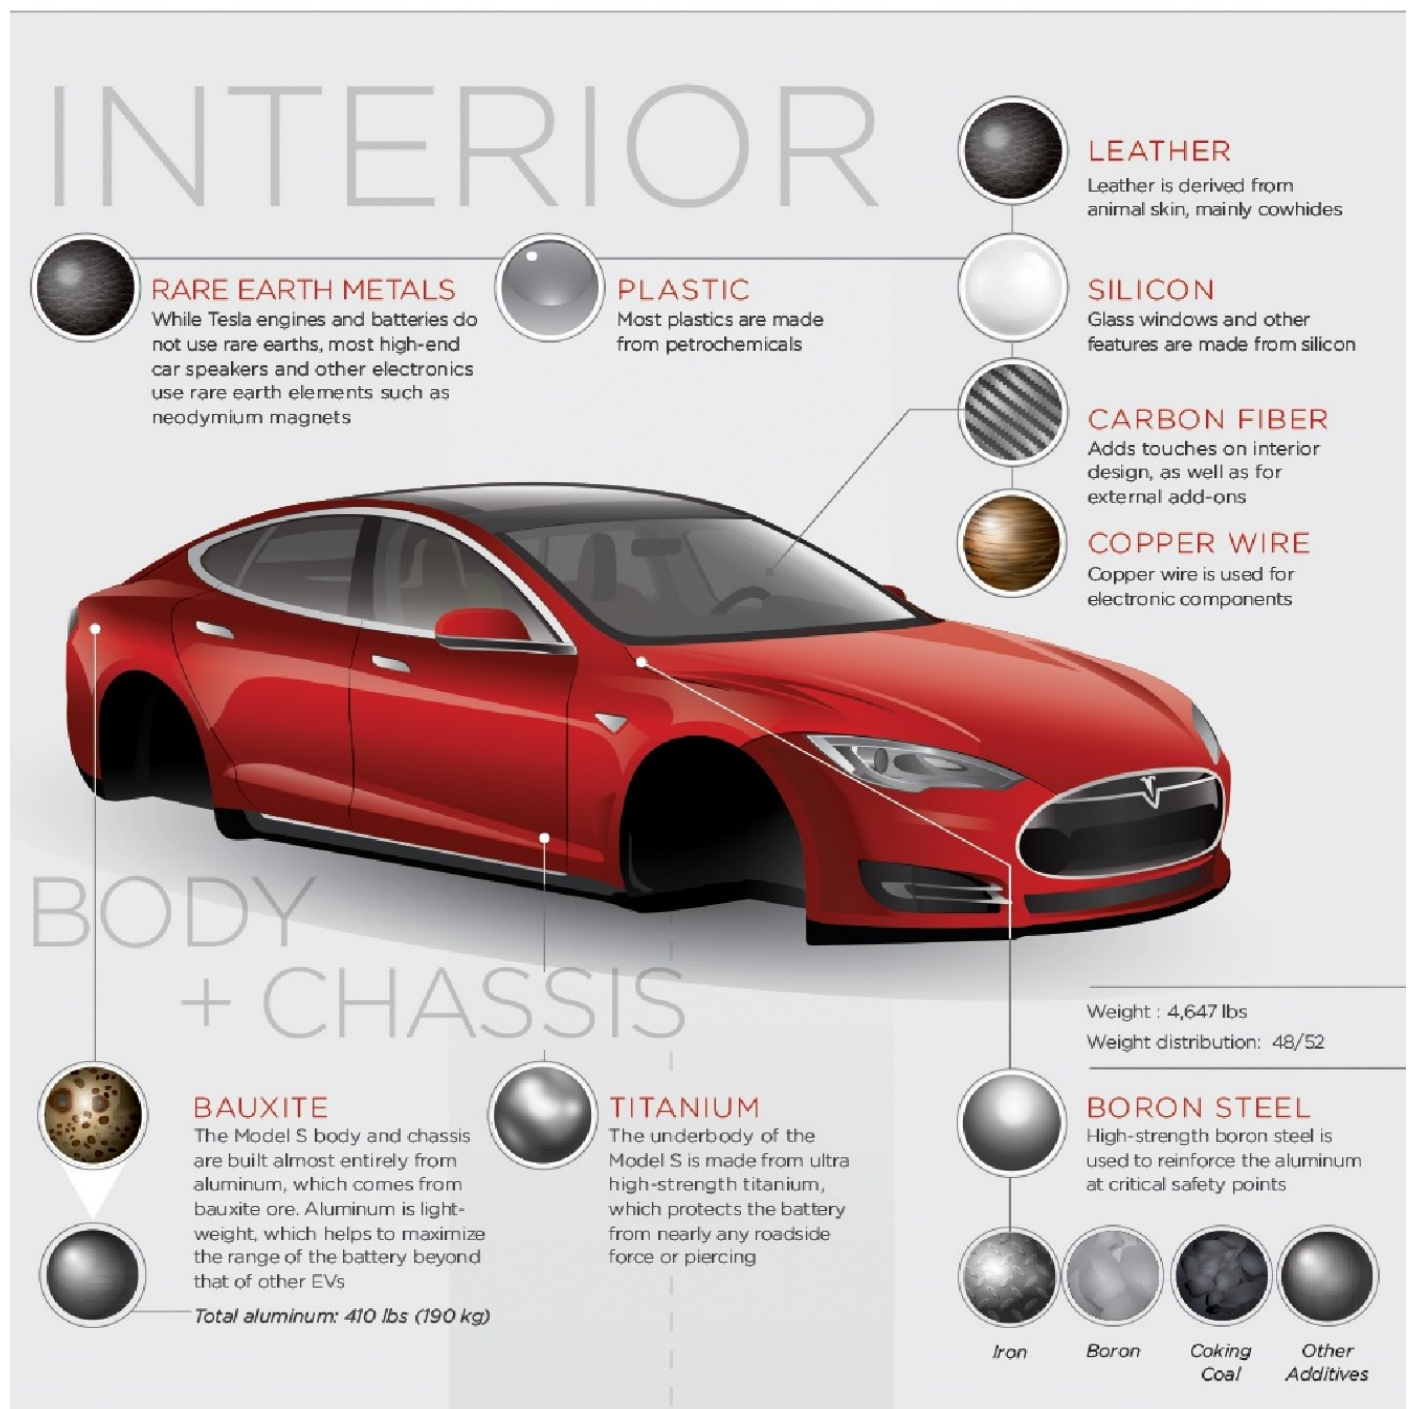 INTERIOR
LEATHER
Leather is derived from
animal skin, mainly cowhides
RARE EARTH METALS
While Tesla engines and batteries do
not use rare earths, most high-end
car speakers and other electronics
use rare earth elements such as
neodymium magnets
PLASTIC
Most plastics are made
from petrochemicals
SILICON
Glass windows and other
features are made from silicon
CARBON FIBER
Adds touches on interior
design, as well as for
external add-ons
COPPER WIRE
Copper wire is used for
electronic components
BODY
+ CHASSIS
Weight : 4,647 lbs
Weight distribution: 48/52
BAUXITE
The Model S body and chassis
are built almost entirely from
aluminum, which comes from
bauxite ore. Aluminum is light-
weight, which helps to maximize
the range of the battery beyond
that of other EVs
Total aluminum: 410 lbs (190 kg)
TITANIUM
The underbody of the
Model S is made from ultra
high-strength titanium,
which protects the battery
from nearly any roadside
force or piercing
BORON STEEL
High-strength boron steel is
used to reinforce the aluminum
at critical safety points
Iron
Boron
Coking
Coal
Other
Additives